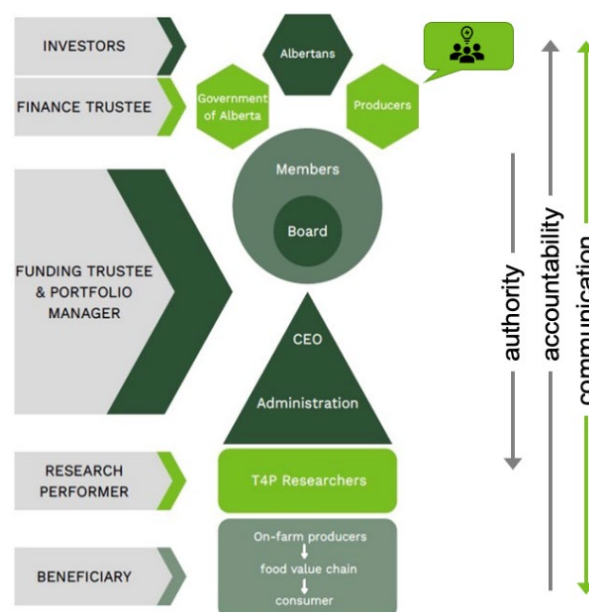 INVESTORS
Albertans
FINANCE TRUSTEE
Government
of Alberta
Producers
Members
Board
FUNDING TRUSTEE
& PORTFOLIO
MANAGER
CEO
Administration
RESEARCH
PERFORMER
T4P Researchers
BENEFICIARY
On-farm producers
food value chain
consumer
authority
accountability
communication